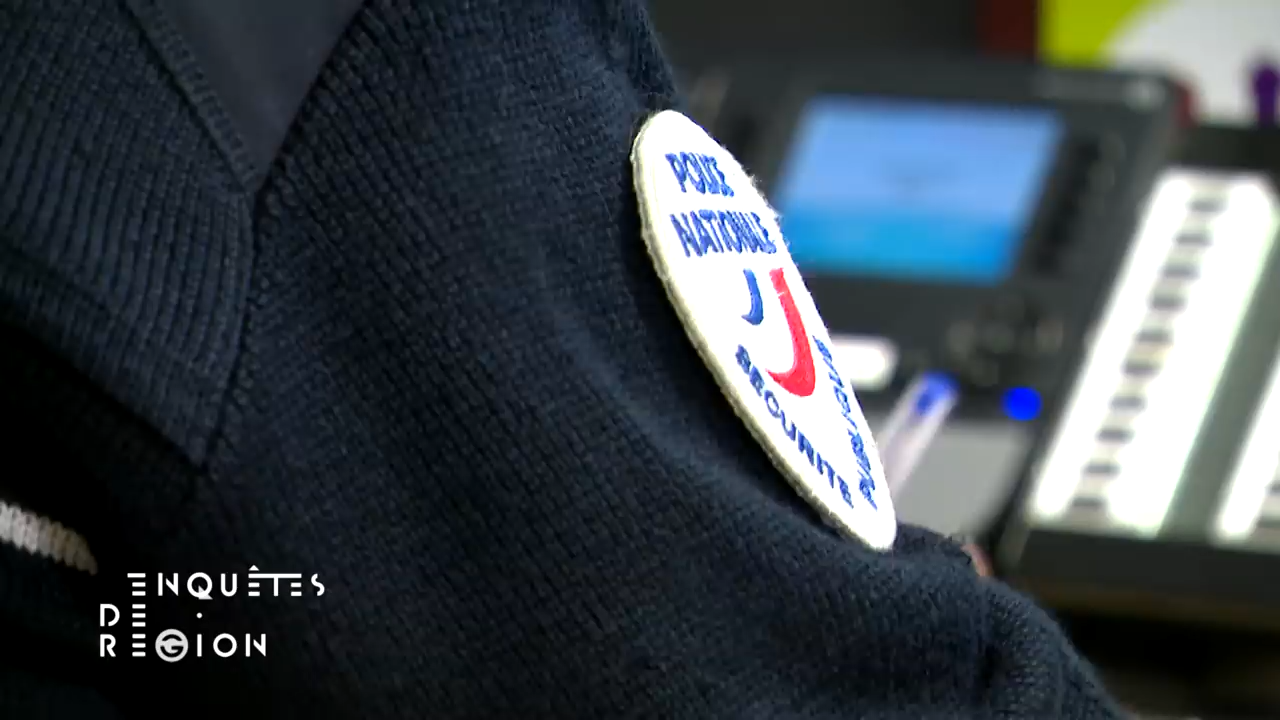 POLICE
NATIONALE
SECURITE
ENQUÊTES
DE
RÉGION